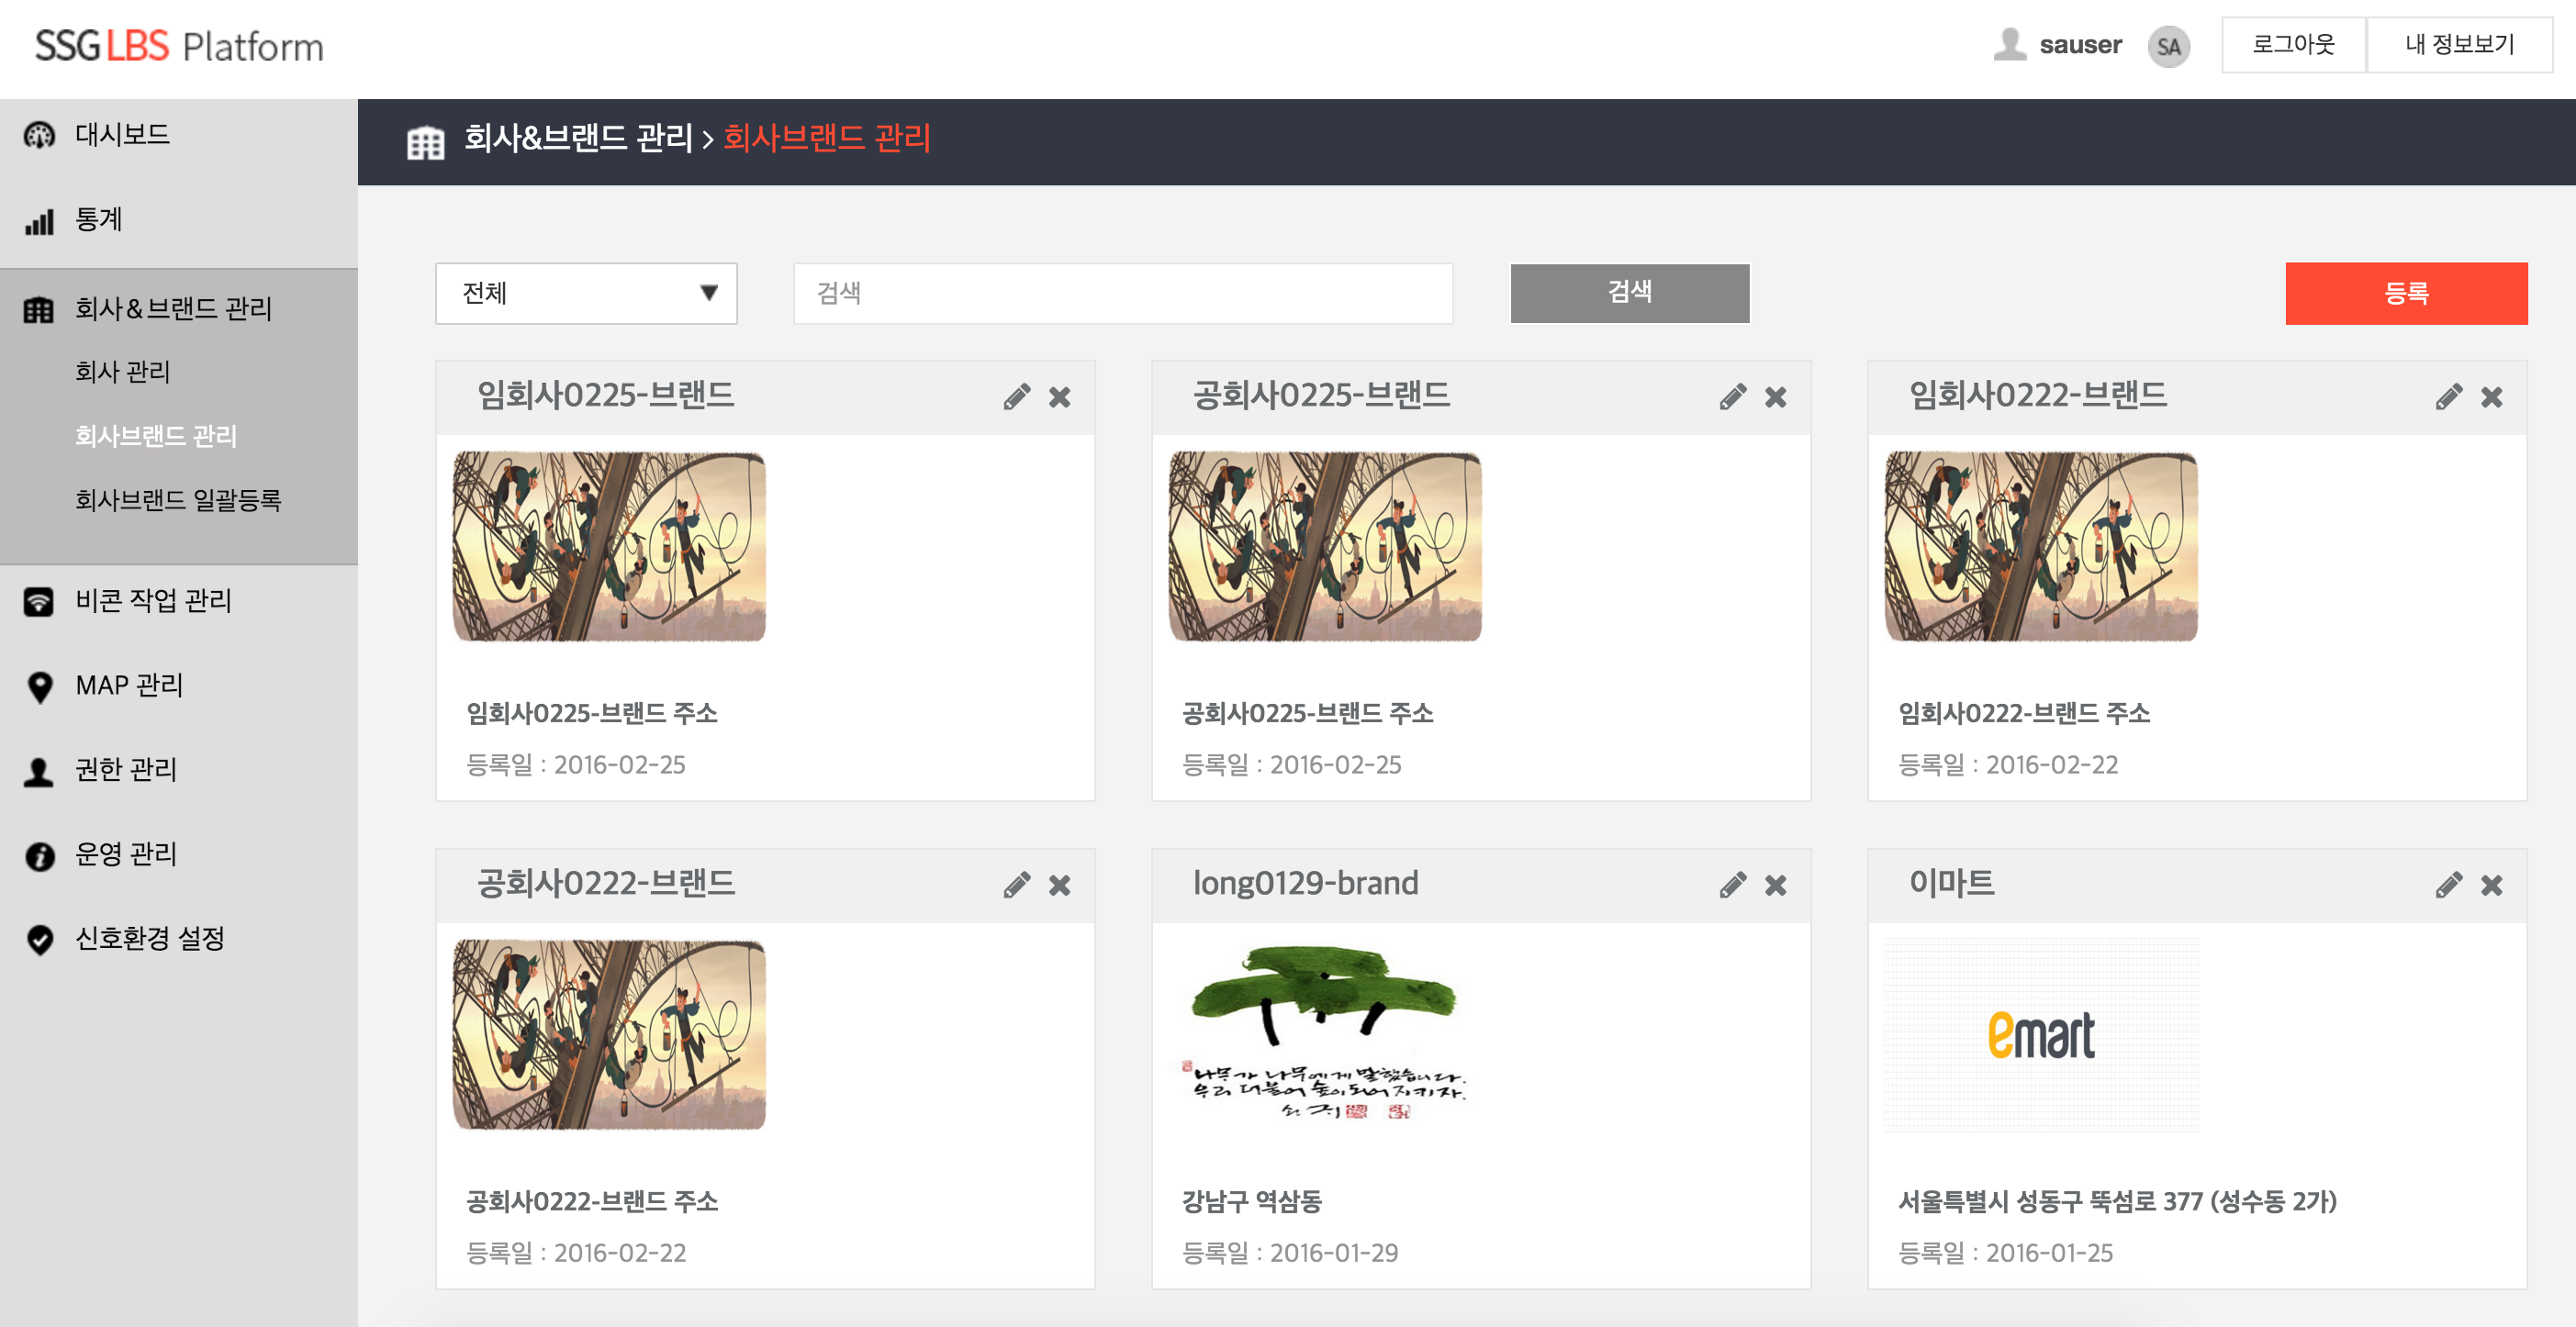 SSG LBS Platform
sauser SA 로그아웃 내 정보보기
대시보드
통계
회사&브랜드 관리
회사 관리
회사브랜드 관리
회사브랜드 일괄등록
비콘 작업 관리
MAP 관리
권한 관리
운영 관리
신호환경 설정
회사&브랜드 관리 > 회사브랜드 관리
전체 검색 검색 등록
임회사0225-브랜드
임회사0225-브랜드 주소
등록일 : 2016-02-25
공회사0225-브랜드
공회사0225-브랜드 주소
등록일 : 2016-02-25
임회사0222-브랜드
임회사0222-브랜드 주소
등록일 : 2016-02-22
공회사0222-브랜드
공회사0222-브랜드 주소
등록일 : 2016-02-22
long0129-brand
나무가 나무에게 말했습니다.
우리 더불어 숲이 되어 지키자.
강남구 역삼동
등록일 : 2016-01-29
이마트
emart
서울특별시 성동구 뚝섬로 377 (성수동 2가)
등록일 : 2016-01-25